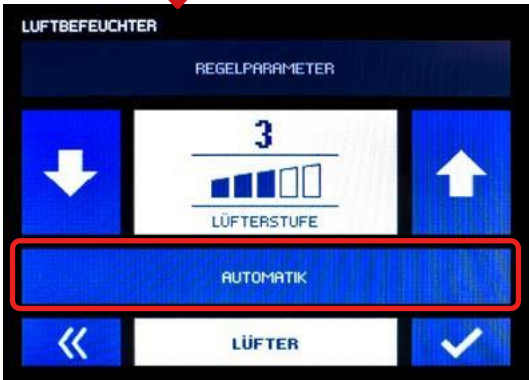 LUFTBEFEUCHTER
REGELPARAMETER
3
LÜFTERSTUFE
AUTOMATIK
LÜFTER